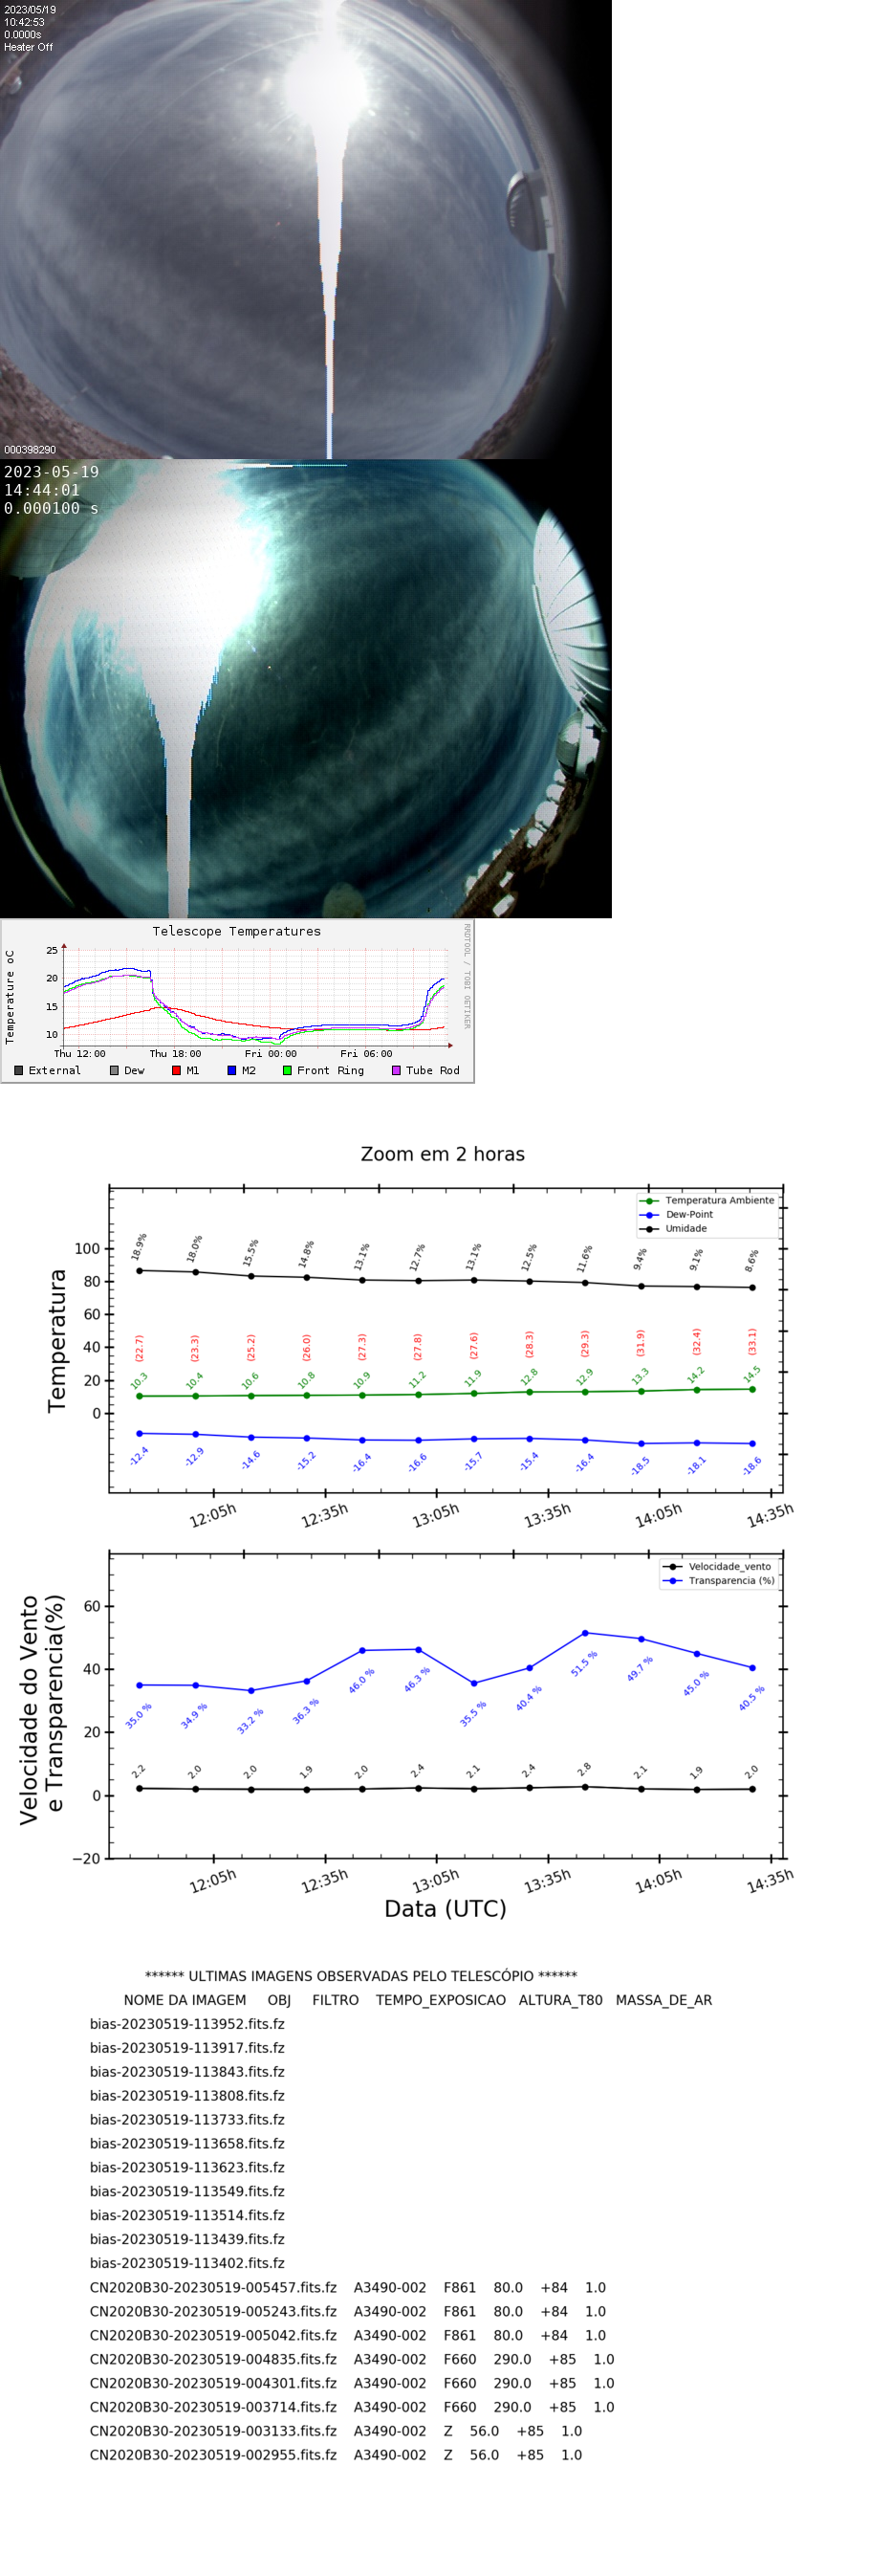 2023/05/19
10:42:53
0.0000s
Heater Off
000398290
2023-05-19
14:44:01
0.000100 s
Telescope Temperatures
RRDTOOL / TOBI OETIKER
Temperature oC
25
20
15
10
Thu 12:00 Thu 18:00 Fri 00:00 Fri 06:00
External Dew M1 M2 Front Ring Tube Rod
Zoom em 2 horas
Temperatura Ambiente
Dew-Point
Umidade
Temperatura
100
80
60
40
20
0
18.9% 18.0% 15.5% 14.8% 13.1% 12.7% 13.1% 12.5% 11.6% 9.4% 9.1% 8.6%
(22.7) (23.3) (25.2) (26.0) (27.3) (27.8) (27.6) (28.3) (29.3) (31.9) (32.4) (33.1)
10.3 10.4 10.6 10.8 10.9 11.2 11.9 12.8 12.9 13.3 14.2 14.5
-12.4 -12.9 -14.6 -15.2 -16.4 -16.6 -15.7 -15.4 -16.4 -18.5 -18.1 -18.6
12:05h 12:35h 13:05h 13:35h 14:05h 14:35h
Velocidade_vento
Transparencia (%)
Velocidade do Vento
e Transparencia(%)
60
40
20
0
−20
35.0 % 34.9 % 33.2 % 36.3 % 46.0 % 46.3 % 35.5 % 40.4 % 51.5 % 49.7 % 45.0 % 40.5 %
2.2 2.0 2.0 1.9 2.0 2.4 2.1 2.4 2.8 2.1 1.9 2.0
12:05h 12:35h 13:05h 13:35h 14:05h 14:35h
Data (UTC)
****** ULTIMAS IMAGENS OBSERVADAS PELO TELESCÓPIO ******
NOME DA IMAGEM OBJ FILTRO TEMPO_EXPOSICAO ALTURA_T80 MASSA_DE_AR
bias-20230519-113952.fits.fz
bias-20230519-113917.fits.fz
bias-20230519-113843.fits.fz
bias-20230519-113808.fits.fz
bias-20230519-113733.fits.fz
bias-20230519-113658.fits.fz
bias-20230519-113623.fits.fz
bias-20230519-113549.fits.fz
bias-20230519-113514.fits.fz
bias-20230519-113439.fits.fz
bias-20230519-113402.fits.fz
CN2020B30-20230519-005457.fits.fz A3490-002 F861 80.0 +84 1.0
CN2020B30-20230519-005243.fits.fz A3490-002 F861 80.0 +84 1.0
CN2020B30-20230519-005042.fits.fz A3490-002 F861 80.0 +84 1.0
CN2020B30-20230519-004835.fits.fz A3490-002 F660 290.0 +85 1.0
CN2020B30-20230519-004301.fits.fz A3490-002 F660 290.0 +85 1.0
CN2020B30-20230519-003714.fits.fz A3490-002 F660 290.0 +85 1.0
CN2020B30-20230519-003133.fits.fz A3490-002 Z 56.0 +85 1.0
CN2020B30-20230519-002955.fits.fz A3490-002 Z 56.0 +85 1.0